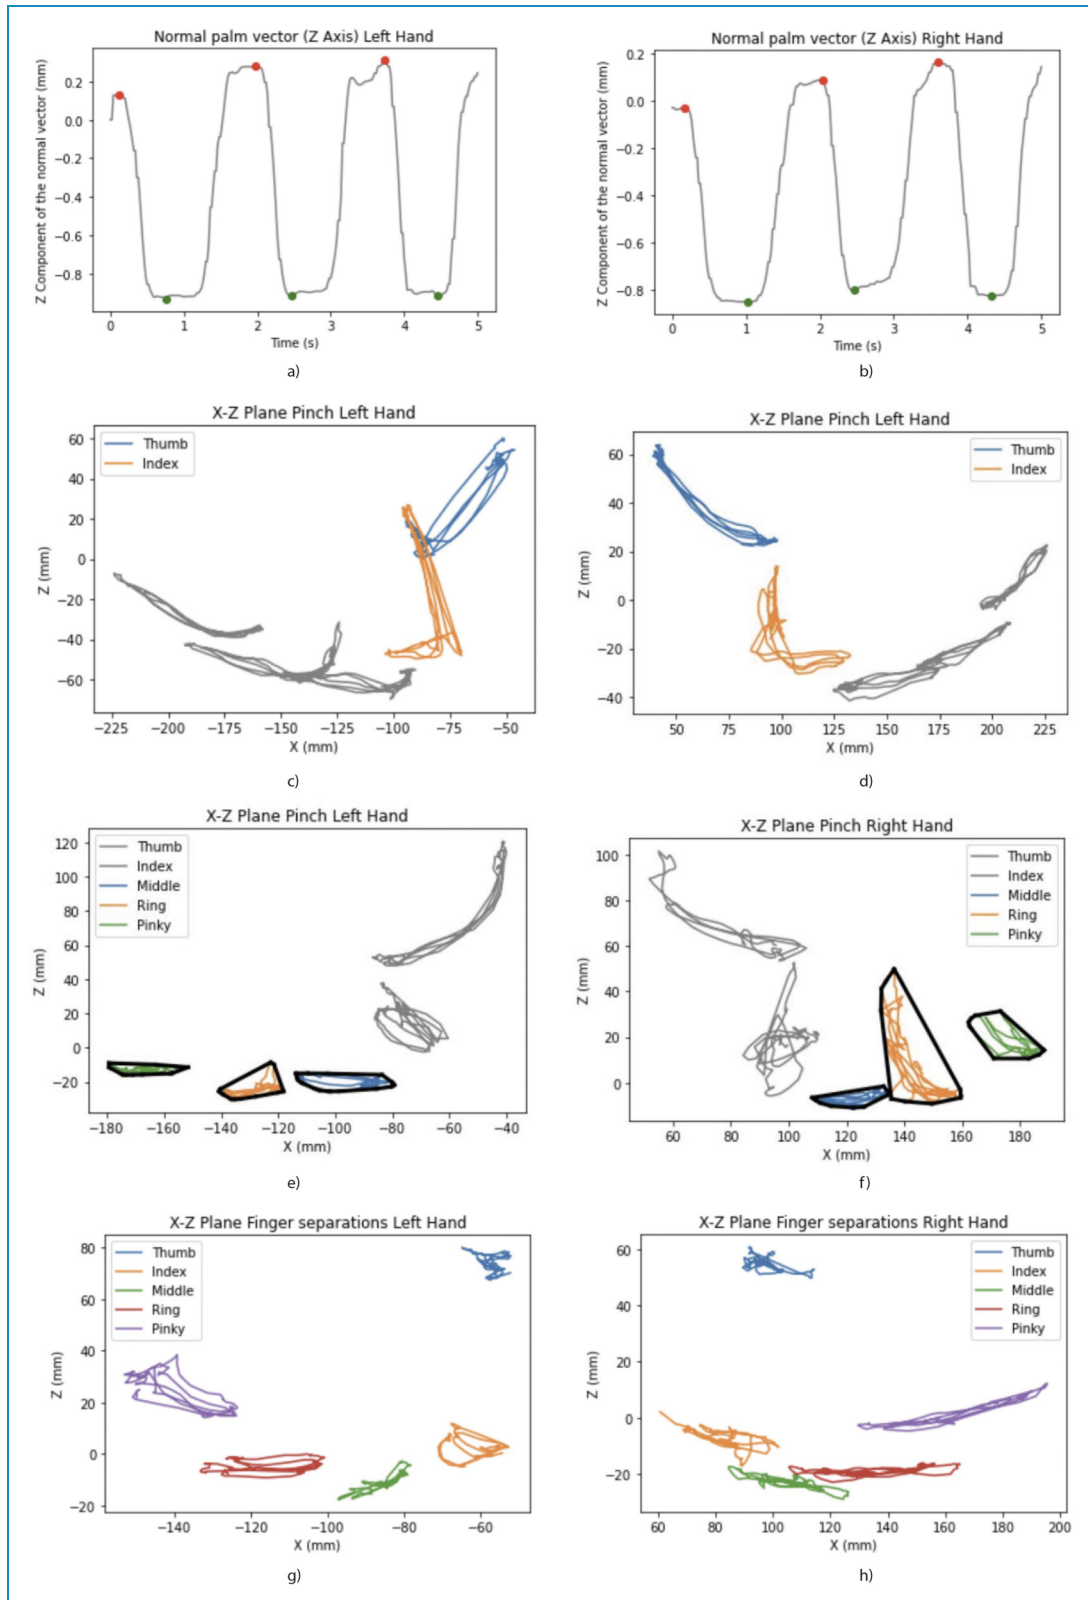 Normal palm vector (Z Axis) Left Hand
Z Component of the normal vector (mm)
0.2
0.0
−0.2
−0.4
−0.6
−0.8
0 1 2 3 4 5
Time (s)
a)
Normal palm vector (Z Axis) Right Hand
Z Component of the normal vector (mm)
0.2
0.0
−0.2
−0.4
−0.6
−0.8
0 1 2 3 4 5
Time (s)
b)
X-Z Plane Pinch Left Hand
Thumb
Index
Z (mm)
60
40
20
0
−20
−40
−60
−225 −200 −175 −150 −125 −100 −75 −50
X (mm)
c)
X-Z Plane Pinch Left Hand
Thumb
Index
Z (mm)
60
40
20
0
−20
−40
50 75 100 125 150 175 200 225
X (mm)
d)
X-Z Plane Pinch Left Hand
Thumb
Index
Middle
Ring
Pinky
Z (mm)
120
100
80
60
40
20
0
−20
−180 −160 −140 −120 −100 −80 −60 −40
X (mm)
e)
X-Z Plane Pinch Right Hand
Thumb
Index
Middle
Ring
Pinky
Z (mm)
100
80
60
40
20
0
60 80 100 120 140 160 180
X (mm)
f)
X-Z Plane Finger separations Left Hand
Thumb
Index
Middle
Ring
Pinky
Z (mm)
80
60
40
20
0
−20
−140 −120 −100 −80 −60
X (mm)
g)
X-Z Plane Finger separations Right Hand
Thumb
Index
Middle
Ring
Pinky
Z (mm)
60
40
20
0
−20
60 80 100 120 140 160 180 200
X (mm)
h)